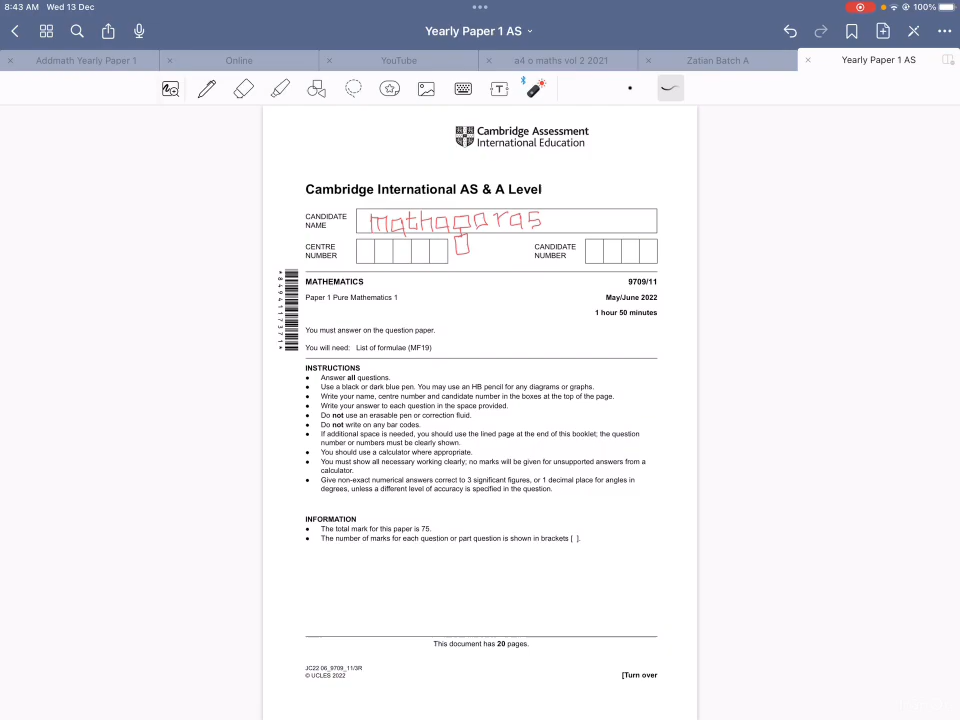 8:43 AM Wed 13 Dec
100%
Yearly Paper 1 AS
Addmath Yearly Paper 1
Online
YouTube
a4 o maths vol 2 2021
Zatian Batch A
Yearly Paper 1 AS
Cambridge Assessment
International Education
Cambridge International AS & A Level
CANDIDATE
NAME
mathagoras
CENTRE
NUMBER
CANDIDATE
NUMBER
*8494117371*
MATHEMATICS 9709/11
Paper 1 Pure Mathematics 1 May/June 2022
1 hour 50 minutes
You must answer on the question paper.
You will need: List of formulae (MF19)
INSTRUCTIONS
● Answer all questions.
● Use a black or dark blue pen. You may use an HB pencil for any diagrams or graphs.
● Write your name, centre number and candidate number in the boxes at the top of the page.
● Write your answer to each question in the space provided.
● Do not use an erasable pen or correction fluid.
● Do not write on any bar codes.
● If additional space is needed, you should use the lined page at the end of this booklet; the question
number or numbers must be clearly shown.
● You should use a calculator where appropriate.
● You must show all necessary working clearly; no marks will be given for unsupported answers from a
calculator.
● Give non-exact numerical answers correct to 3 significant figures, or 1 decimal place for angles in
degrees, unless a different level of accuracy is specified in the question.
INFORMATION
● The total mark for this paper is 75.
● The number of marks for each question or part question is shown in brackets [ ].
This document has 20 pages.
JC22 06_9709_11/3R
© UCLES 2022
[Turn over